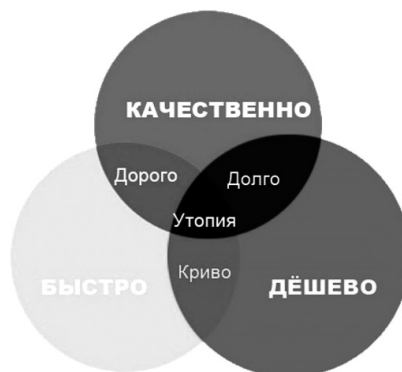 КАЧЕСТВЕННО
Дорого
Долго
Утопия
Криво
БЫСТРО
ДЁШЕВО